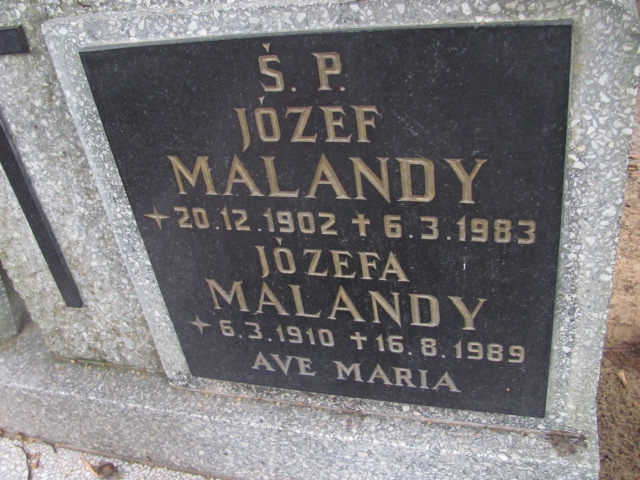 Ś. P.
JÓZEF
MALANDY
20.12.1902 ✝ 6.3.1983
JÓZEFA
MALANDY
6.3.1910 ✝ 16.8.1989
AVE MARIA